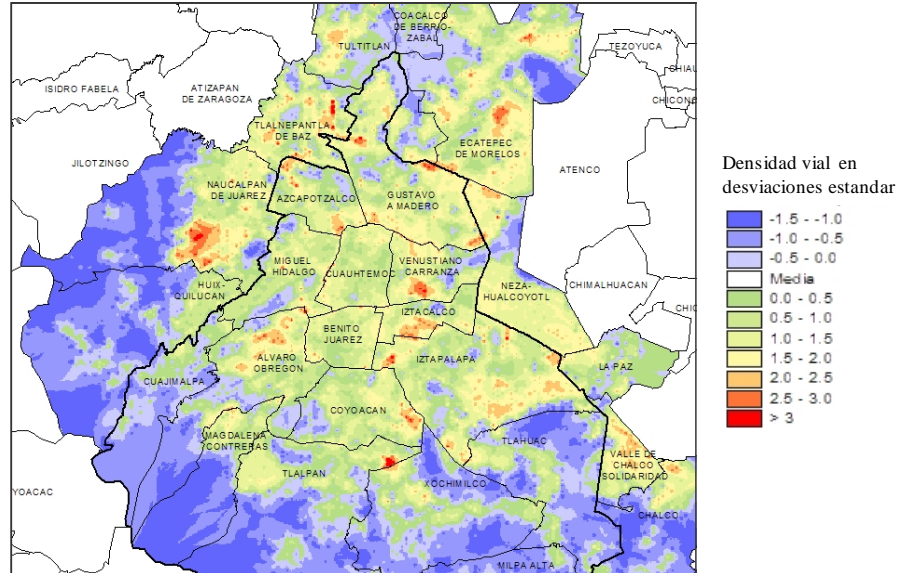 COACALCO
DE BERRIO-
ZABAL
TULTITLAN
TEZOYUCA
CHIAU
ISIDRO FABELA
ATIZAPAN
DE ZARAGOZA
CHICONC
TLALNEPANTLA
DE BAZ
ECATEPEC
DE MORELOS
JILOTZINGO
ATENCO
NAUCALPAN
DE JUAREZ
AZCAPOTZALCO
GUSTAVO
A MADERO
MIGUEL
HIDALGO
CUAUHTEMOC
VENUSTIANO
CARRANZA
HUIX-
QUILUCAN
NEZA-
HUALCOYOTL
CHIMALHUACAN
CHIC
IZTACALCO
BENITO
JUAREZ
ALVARO
OBREGON
IZTAPALAPA
LA PAZ
CUAJIMALPA
COYOACAN
MAGDALENA
CONTRERAS
TLAHUAC
TLALPAN
VALLE DE
CHALCO
SOLIDARIDAD
XOCHIMILCO
YOACAC
CHALCO
MILPA ALTA
Densidad vial en
desviaciones estandar
-1.5 - -1.0
-1.0 - -0.5
-0.5 - 0.0
Media
0.0 - 0.5
0.5 - 1.0
1.0 - 1.5
1.5 - 2.0
2.0 - 2.5
2.5 - 3.0
> 3